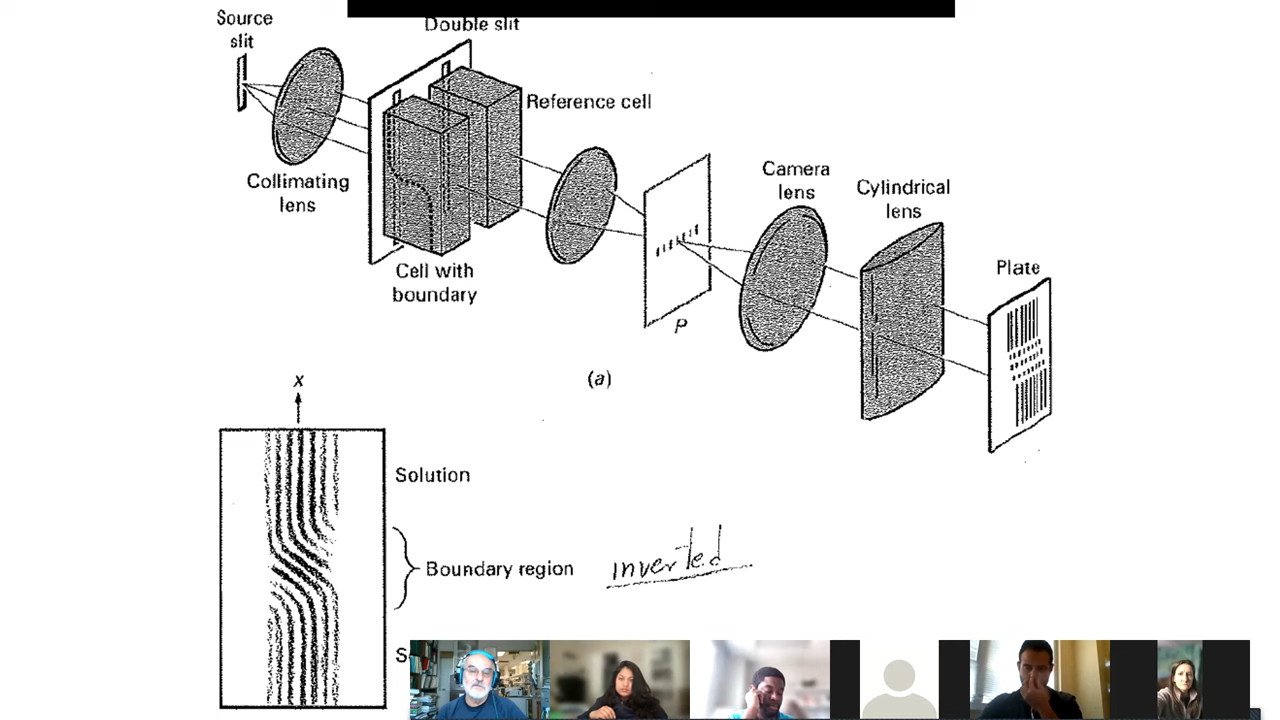 Source
slit
Double slit
Reference cell
Collimating
lens
Cell with
boundary
P
Camera
lens
Cylindrical
lens
Plate
(a)
x
Solution
Boundary region
inverted